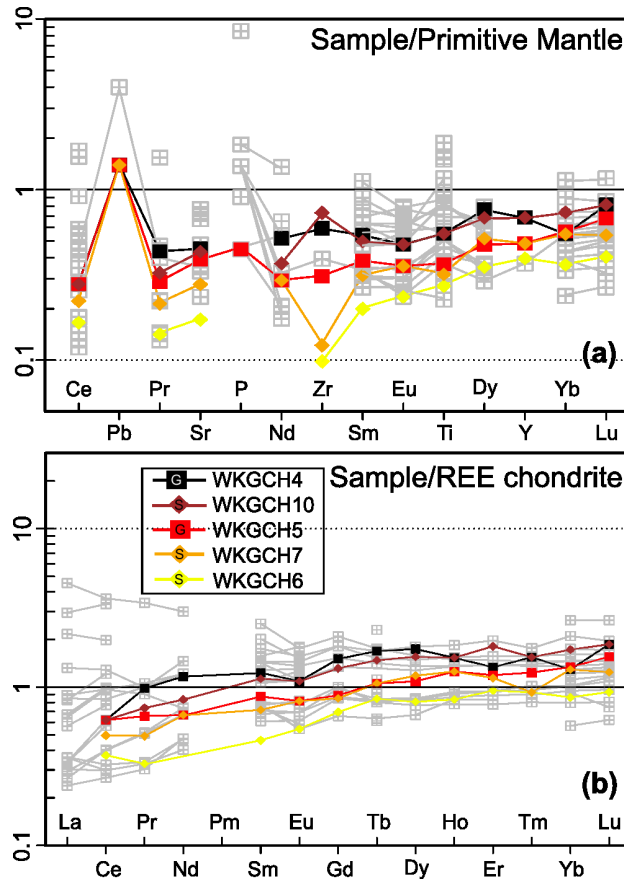 10
Sample/Primitive Mantle
1
0.1
(a)
Ce Pr P Zr Eu Dy Yb
Pb Sr Nd Sm Ti Y Lu
Sample/REE chondrite
G WKGCH4
S WKGCH10
G WKGCH5
S WKGCH7
S WKGCH6
10
1
(b)
0.1
La Pr Pm Eu Tb Ho Tm Lu
Ce Nd Sm Gd Dy Er Yb